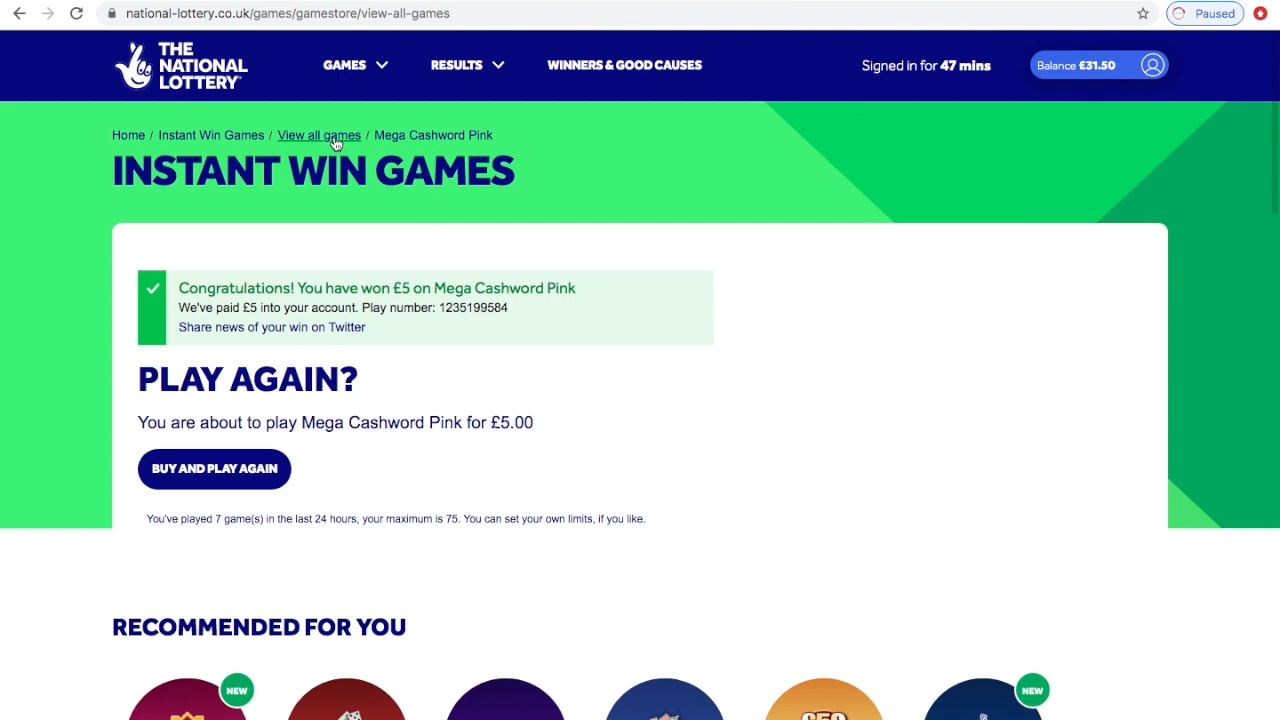 national-lottery.co.uk/games/gamestore/view-all-games
Paused
THE NATIONAL LOTTERY
GAMES
RESULTS
WINNERS & GOOD CAUSES
Signed in for 47 mins
Balance £31.50
Home / Instant Win Games / View all games / Mega Cashword Pink
INSTANT WIN GAMES
Congratulations! You have won £5 on Mega Cashword Pink
We've paid £5 into your account. Play number: 1235199584
Share news of your win on Twitter
PLAY AGAIN?
You are about to play Mega Cashword Pink for £5.00
BUY AND PLAY AGAIN
You've played 7 game(s) in the last 24 hours, your maximum is 75. You can set your own limits, if you like.
RECOMMENDED FOR YOU
NEW
NEW